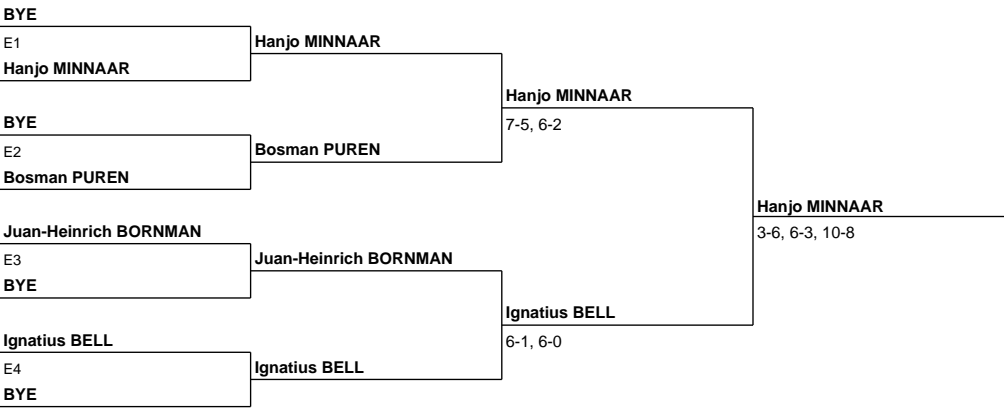 BYE
E1
Hanjo MINNAAR
Hanjo MINNAAR
BYE
E2
Bosman PUREN
Bosman PUREN
Hanjo MINNAAR
7-5, 6-2
Juan-Heinrich BORNMAN
E3
BYE
Juan-Heinrich BORNMAN
Ignatius BELL
E4
BYE
Ignatius BELL
Ignatius BELL
6-1, 6-0
Hanjo MINNAAR
3-6, 6-3, 10-8